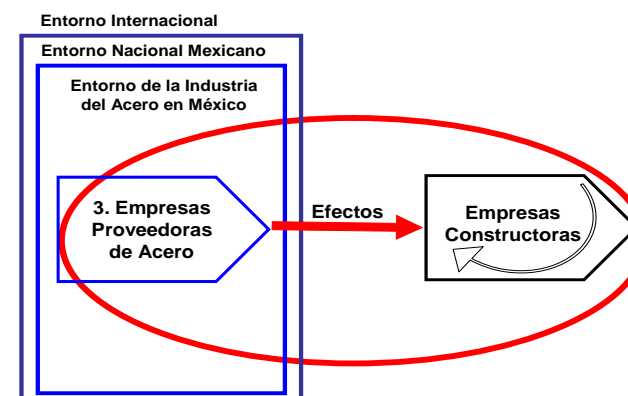 Entorno Internacional
Entorno Nacional Mexicano
Entorno de la Industria
del Acero en México
3. Empresas
Proveedoras
de Acero
Efectos
Empresas
Constructoras